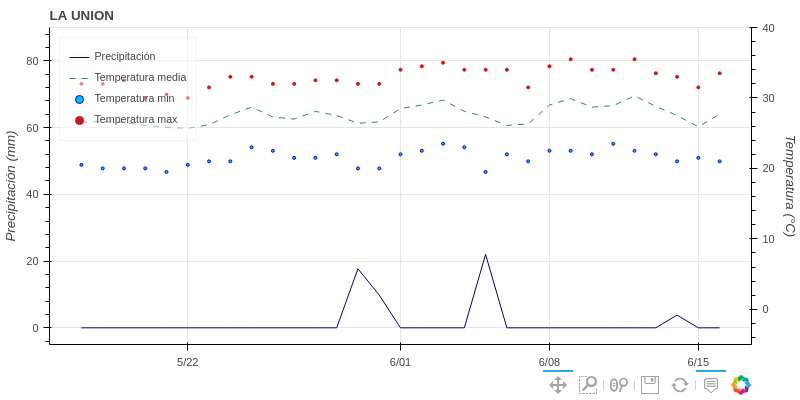 LA UNION
Precipitación
Temperatura media
Temperatura min
Temperatura max
Precipitación (mm)
80
60
40
20
0
Temperatura (°C)
40
30
20
10
0
5/22
6/01
6/08
6/15